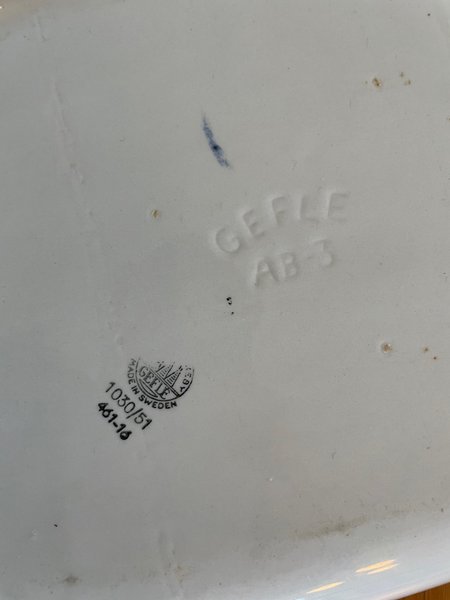 GEFLE
AB-3
GEFLE
MADE IN SWEDEN
1030/51
461-16